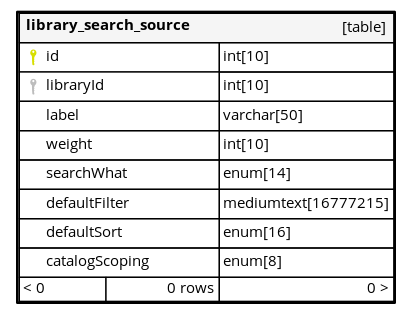 library_search_source [table]
id int[10]
libraryId int[10]
label varchar[50]
weight int[10]
searchWhat enum[14]
defaultFilter mediumtext[16777215]
defaultSort enum[16]
catalogScoping enum[8]
< 0 0 rows 0 >